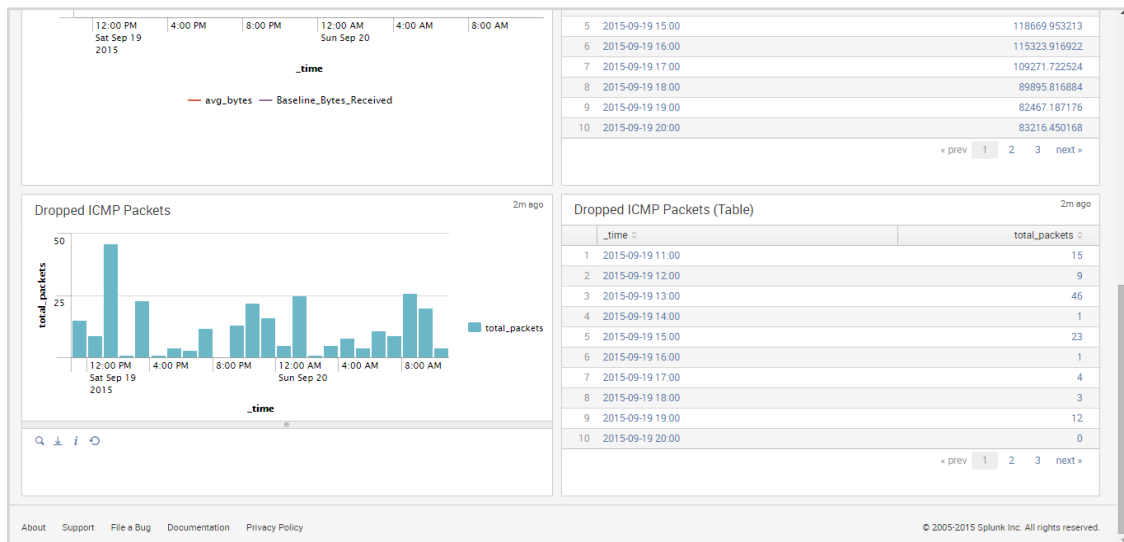 12:00 PM 4:00 PM 8:00 PM 12:00 AM 4:00 AM 8:00 AM
Sat Sep 19 Sun Sep 20
2015
_time
avg_bytes Baseline_Bytes_Received
5 2015-09-19 15:00 118669.953213
6 2015-09-19 16:00 115323.916922
7 2015-09-19 17:00 109271.722524
8 2015-09-19 18:00 89895.816884
9 2015-09-19 19:00 82467.187176
10 2015-09-19 20:00 83216.450168
« prev 1 2 3 next »
Dropped ICMP Packets 2m ago
50
25
total_packets
total_packets
12:00 PM 4:00 PM 8:00 PM 12:00 AM 4:00 AM 8:00 AM
Sat Sep 19 Sun Sep 20
2015
_time
i
Dropped ICMP Packets (Table) 2m ago
_time total_packets
1 2015-09-19 11:00 15
2 2015-09-19 12:00 9
3 2015-09-19 13:00 46
4 2015-09-19 14:00 1
5 2015-09-19 15:00 23
6 2015-09-19 16:00 1
7 2015-09-19 17:00 4
8 2015-09-19 18:00 3
9 2015-09-19 19:00 12
10 2015-09-19 20:00 0
« prev 1 2 3 next »
About Support File a Bug Documentation Privacy Policy © 2005-2015 Splunk Inc. All rights reserved.